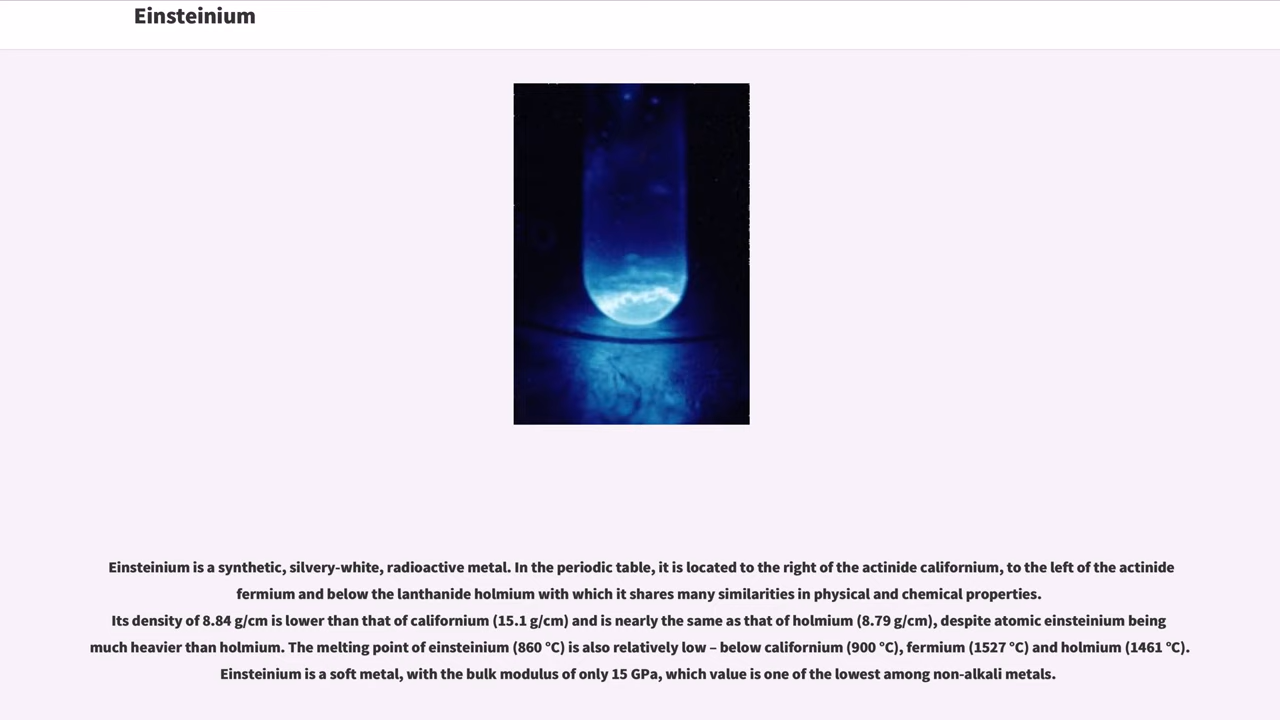 Einsteinium
Einsteinium is a synthetic, silvery-white, radioactive metal. In the periodic table, it is located to the right of the actinide californium, to the left of the actinide
fermium and below the lanthanide holmium with which it shares many similarities in physical and chemical properties.
Its density of 8.84 g/cm is lower than that of californium (15.1 g/cm) and is nearly the same as that of holmium (8.79 g/cm), despite atomic einsteinium being
much heavier than holmium. The melting point of einsteinium (860 °C) is also relatively low – below californium (900 °C), fermium (1527 °C) and holmium (1461 °C).
Einsteinium is a soft metal, with the bulk modulus of only 15 GPa, which value is one of the lowest among non-alkali metals.